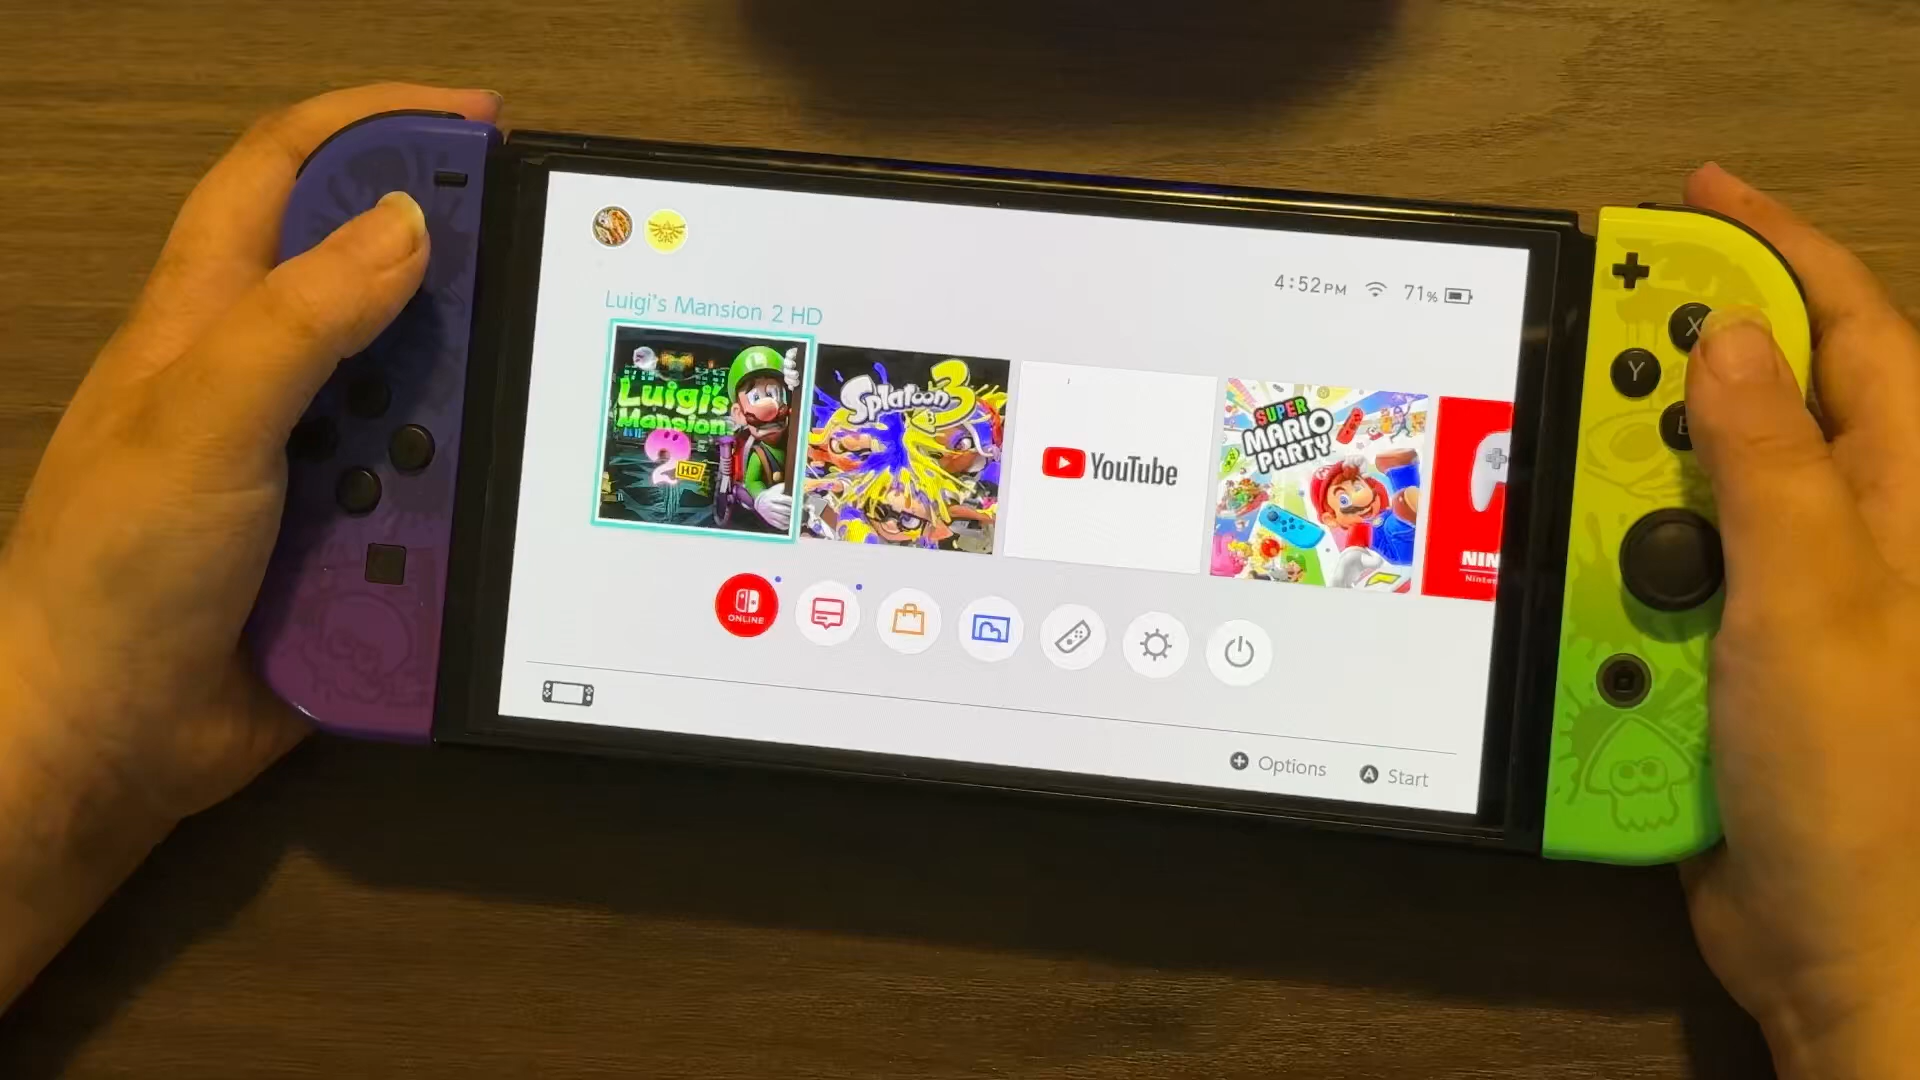 4:52PM 71%
Luigi's Mansion 2 HD
Luigi's
Mansion
2 HD
Splatoon 3
YouTube
SUPER
MARIO
PARTY
NIN
Ninte
ONLINE
Options
A Start
X
Y